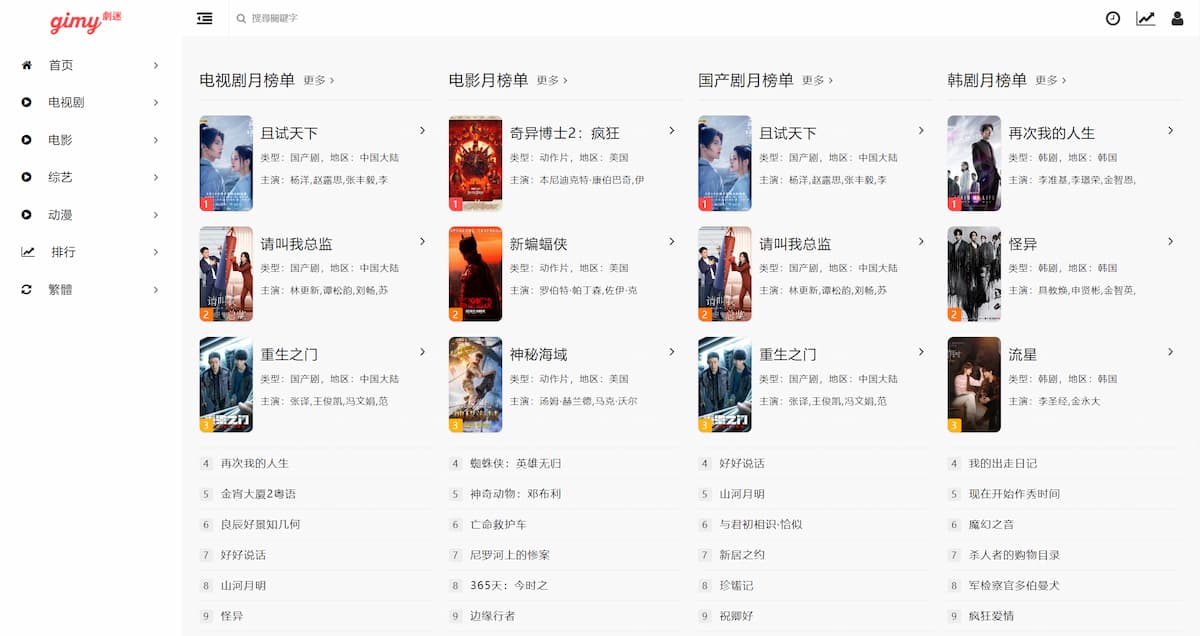 gimy劇迷
搜尋關鍵字
首页
电视剧
电影
综艺
动漫
排行
繁體
电视剧月榜单 更多
且试天下
类型：国产剧，地区：中国大陆
主演：杨洋,赵露思,张丰毅,李
1
请叫我总监
类型：国产剧，地区：中国大陆
主演：林更新,谭松韵,刘畅,苏
2
重生之门
类型：国产剧，地区：中国大陆
主演：张译,王俊凯,冯文娟,范
3
4 再次我的人生
5 金宵大厦2粤语
6 良辰好景知几何
7 好好说话
8 山河月明
9 怪异
电影月榜单 更多
奇异博士2：疯狂
类型：动作片，地区：美国
主演：本尼迪克特·康伯巴奇,伊
1
新蝙蝠侠
类型：动作片，地区：美国
主演：罗伯特·帕丁森,佐伊·克
2
神秘海域
类型：动作片，地区：美国
主演：汤姆·赫兰德,马克·沃尔
3
4 蜘蛛侠：英雄无归
5 神奇动物：邓布利
6 亡命救护车
7 尼罗河上的惨案
8 365天：今时之
9 边缘行者
国产剧月榜单 更多
且试天下
类型：国产剧，地区：中国大陆
主演：杨洋,赵露思,张丰毅,李
1
请叫我总监
类型：国产剧，地区：中国大陆
主演：林更新,谭松韵,刘畅,苏
2
重生之门
类型：国产剧，地区：中国大陆
主演：张译,王俊凯,冯文娟,范
3
4 好好说话
5 山河月明
6 与君初相识·恰似
7 新居之约
8 珍馐记
9 祝卿好
韩剧月榜单 更多
再次我的人生
类型：韩剧，地区：韩国
主演：李准基,李璟荣,金智恩,
1
怪异
类型：韩剧，地区：韩国
主演：具教焕,申贤彬,金智英,
2
流星
类型：韩剧，地区：韩国
主演：李圣经,金永大
3
4 我的出走日记
5 现在开始作秀时间
6 魔幻之音
7 杀人者的购物目录
8 军检察官多伯曼犬
9 疯狂爱情